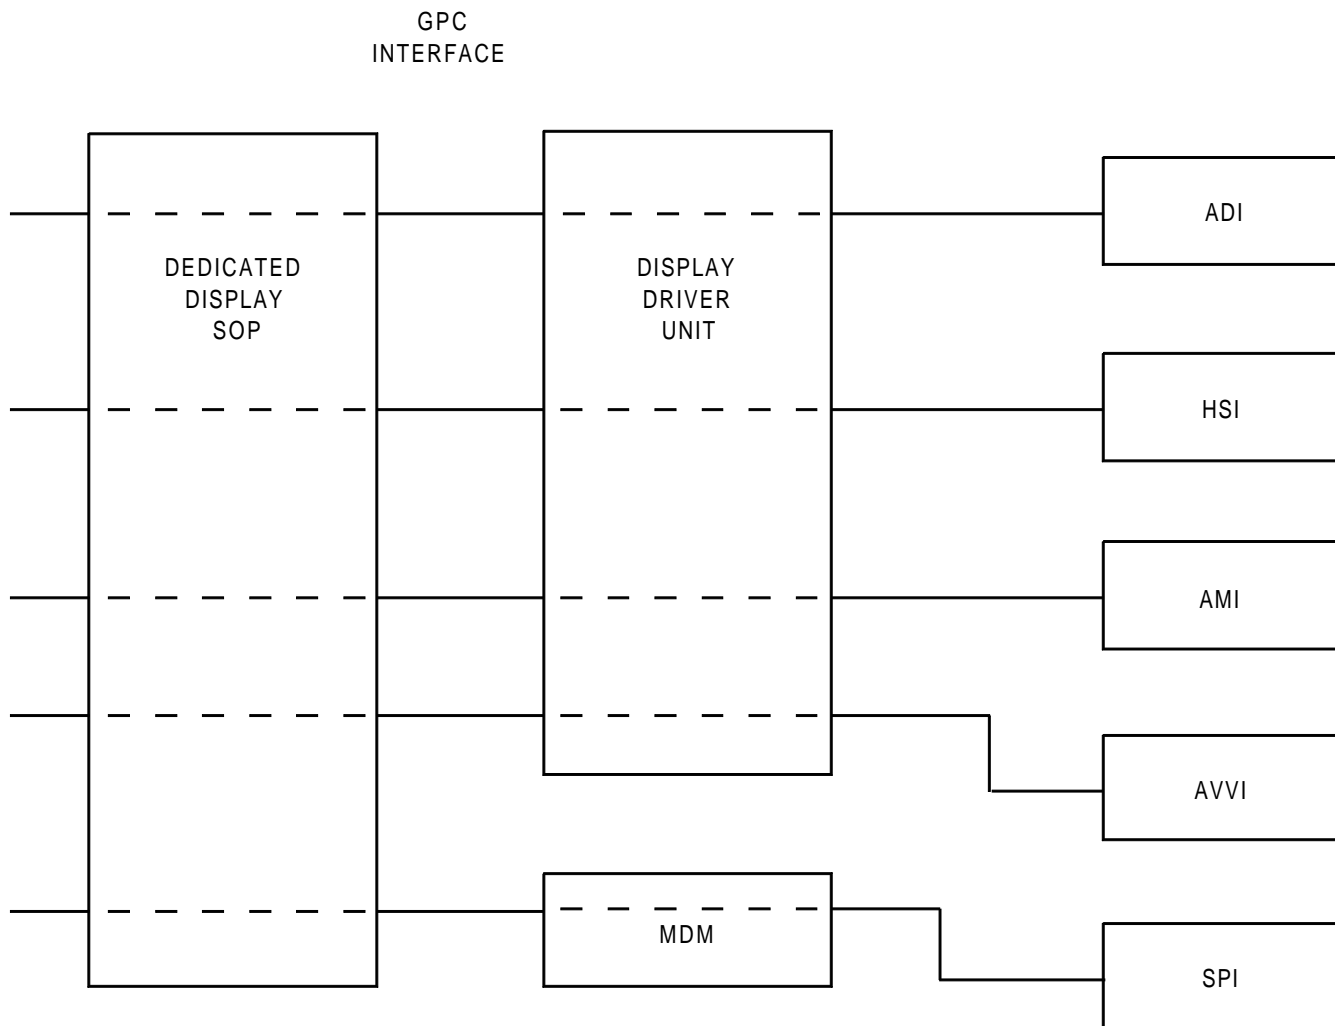 GPC
INTERFACE
DEDICATED
DISPLAY
SOP
DISPLAY
DRIVER
UNIT
MDM
ADI
HSI
AMI
AVVI
SPI